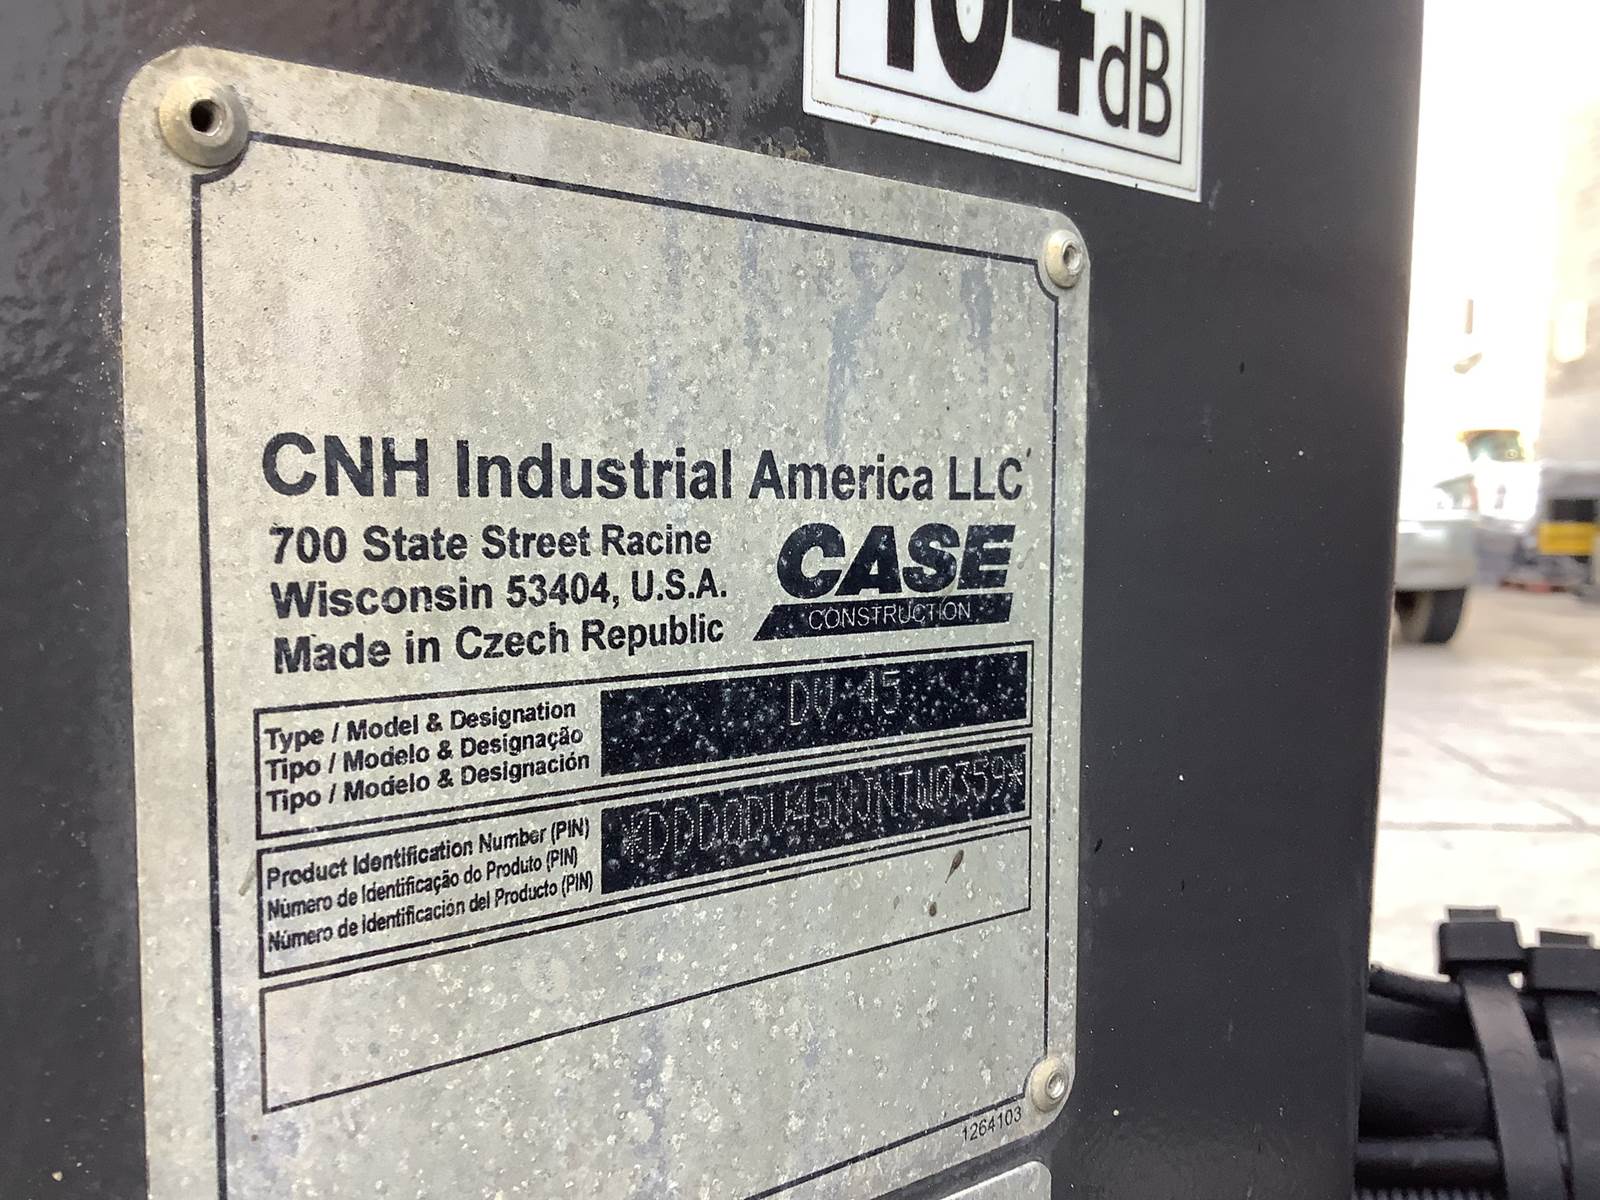 104dB
CNH Industrial America LLC
700 State Street Racine
Wisconsin 53404, U.S.A.
Made in Czech Republic
CASE
CONSTRUCTION
Type / Model & Designation
Tipo / Modelo & Designação
Tipo / Modelo & Designación
DV 45
Product Identification Number (PIN)
Número de Identificação do Produto (PIN)
Número de Identificación del Producto (PIN)
*DDD0DV45NJNTW0359*
1264103